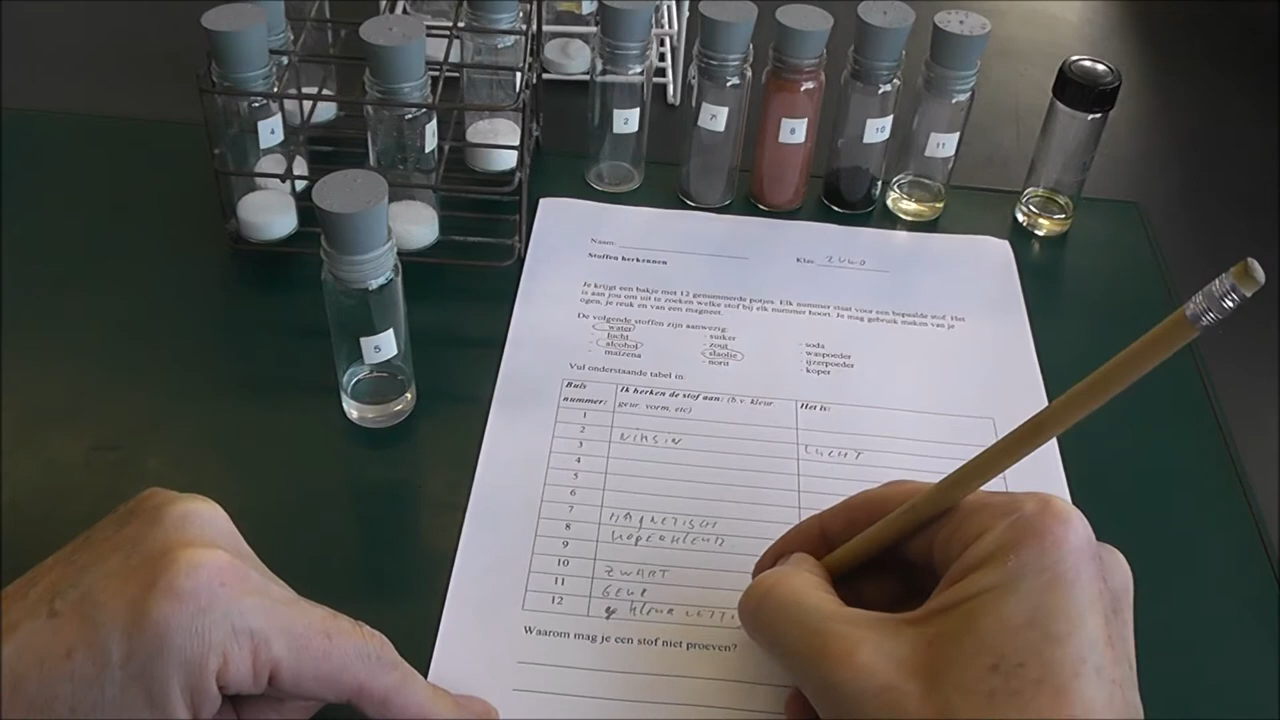 4
2
7
8
10
11
5
Naam:
Klas: 2 VWO
Stoffen herkennen
Je krijgt een bakje met 12 genummerde potjes. Elk nummer staat voor een bepaalde stof. Het
is aan jou om uit te zoeken welke stof bij elk nummer hoort. Je mag gebruik maken van je
ogen, je reuk en van een magneet.
De volgende stoffen zijn aanwezig:
- water - suiker - soda
- lucht - zout - waspoeder
- alcohol - slaolie - ijzerpoeder
- maïzena - norit - koper
Vul onderstaande tabel in:
Buis nummer: Ik herken de stof aan: (b.v. kleur, geur, vorm, etc) Het is:
1
2 NIKS IN LUCHT
3
4
5
6
7 MAGNETISCH
8 KOPERKLEUR
9
10 ZWART
11 GEUR
12 KLEUR
Waarom mag je een stof niet proeven?